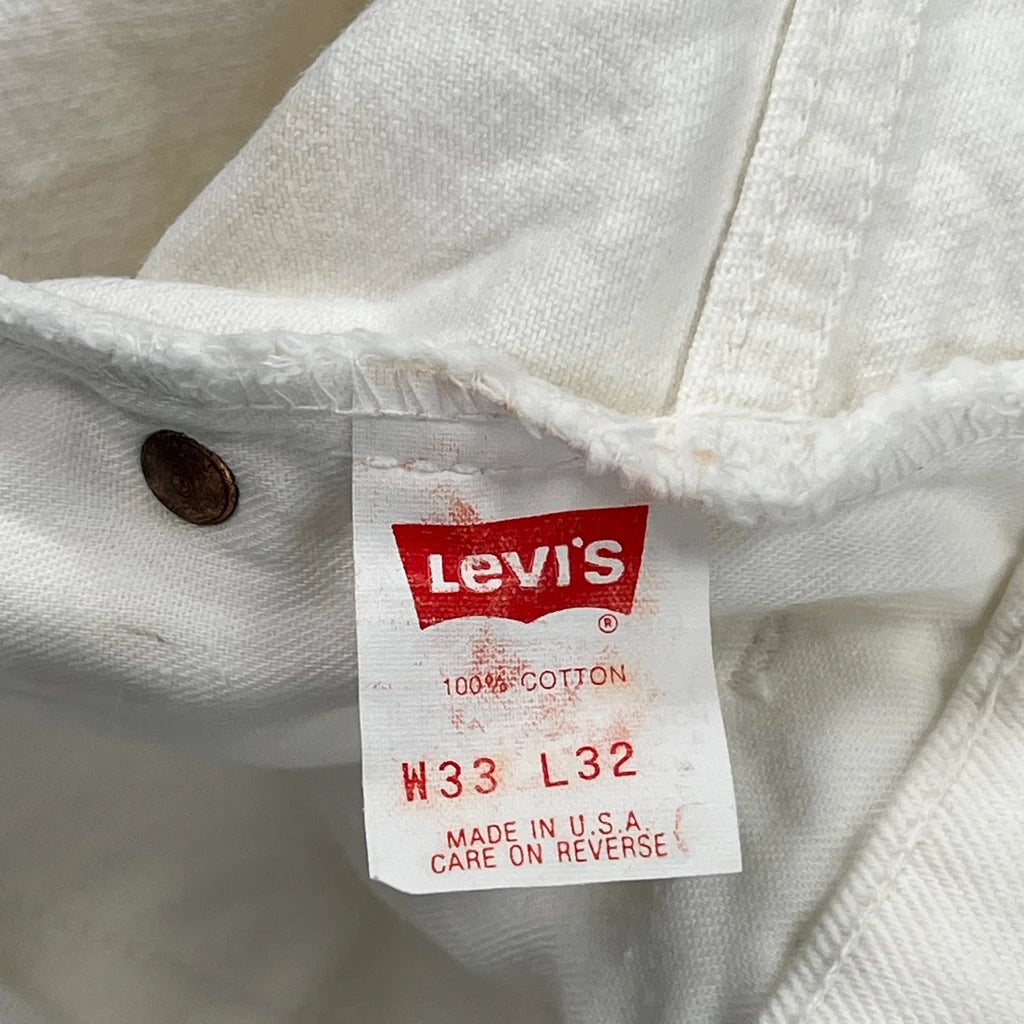 LEVI'S
®
100% COTTON
W33 L32
MADE IN U.S.A.
CARE ON REVERSE